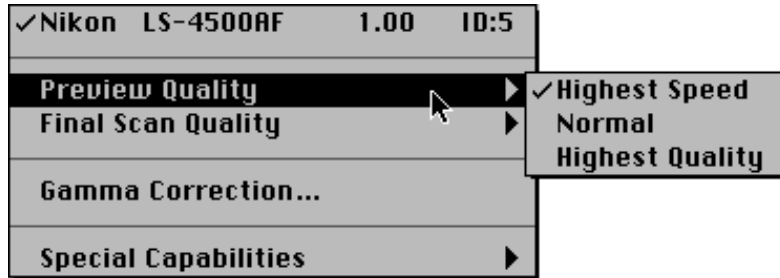 ✓Nikon LS-4500AF 1.00 ID:5
Preview Quality
Final Scan Quality
Gamma Correction...
Special Capabilities
✓Highest Speed
Normal
Highest Quality